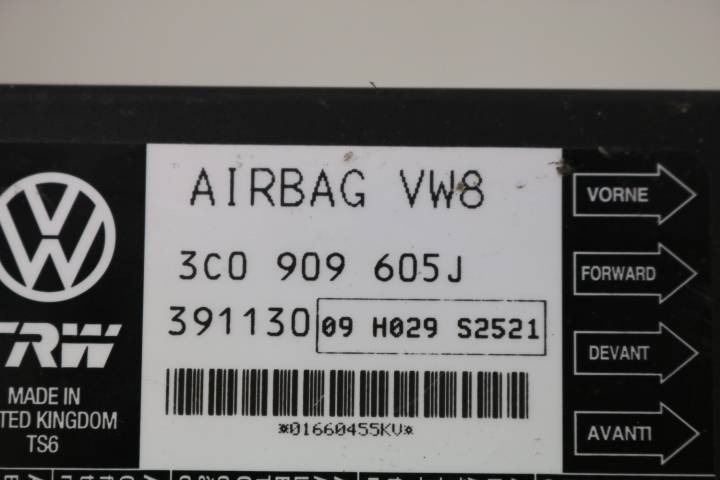 AIRBAG VW8
3C0 909 605J
391130 09 H029 S2521
*01660455KV*
TRW
MADE IN
KINGDOM
TS6
VORNE
FORWARD
DEVANT
AVANTI